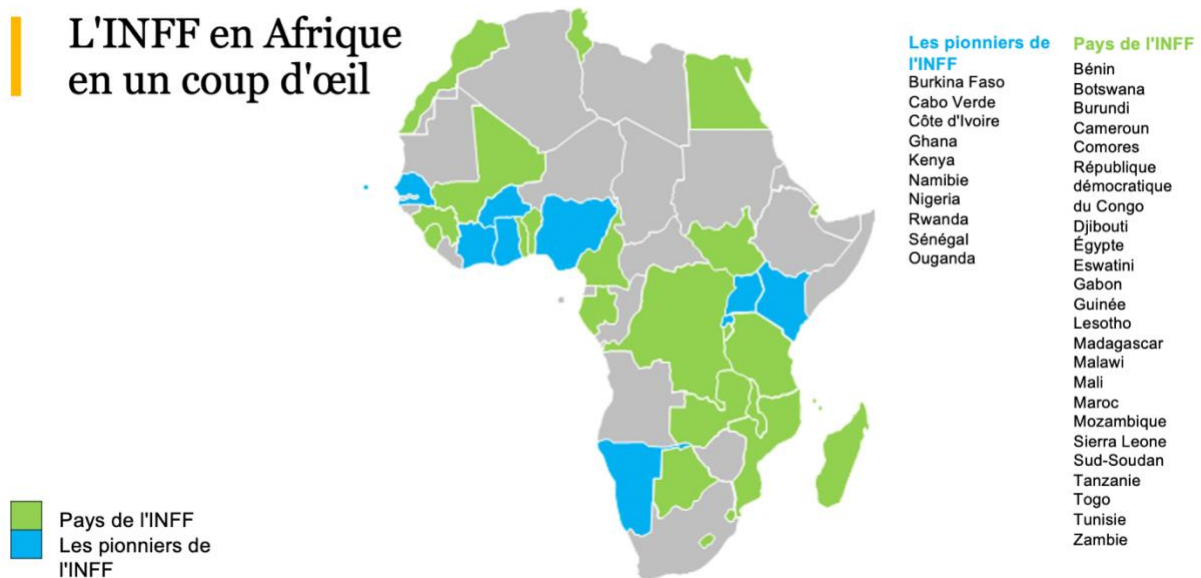 L'INFF en Afrique
en un coup d'œil
Les pionniers de
l'INFF
Burkina Faso
Cabo Verde
Côte d'Ivoire
Ghana
Kenya
Namibie
Nigeria
Rwanda
Sénégal
Ouganda
Pays de l'INFF
Bénin
Botswana
Burundi
Cameroun
Comores
République
démocratique
du Congo
Djibouti
Égypte
Eswatini
Gabon
Guinée
Lesotho
Madagascar
Malawi
Mali
Maroc
Mozambique
Sierra Leone
Sud-Soudan
Tanzanie
Togo
Tunisie
Zambie
Pays de l'INFF
Les pionniers de
l'INFF